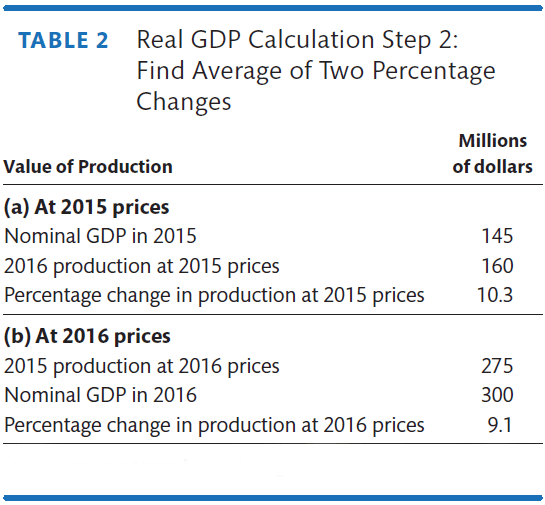 TABLE 2 Real GDP Calculation Step 2:
Find Average of Two Percentage
Changes
Millions
Value of Production of dollars
(a) At 2015 prices
Nominal GDP in 2015 145
2016 production at 2015 prices 160
Percentage change in production at 2015 prices 10.3
(b) At 2016 prices
2015 production at 2016 prices 275
Nominal GDP in 2016 300
Percentage change in production at 2016 prices 9.1